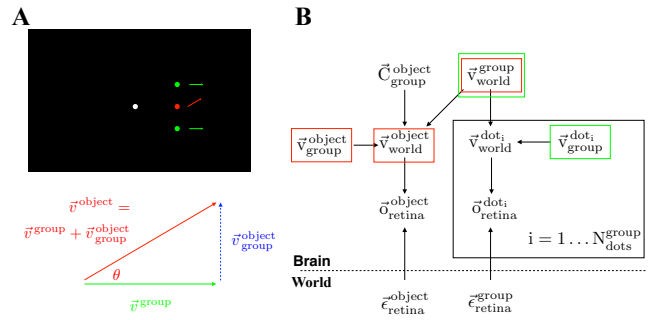 A
v⃗^object =
v⃗^group + v⃗^object_group
v⃗^object_group
θ
v⃗^group
B
C⃗^object_group
v⃗^group_world
v⃗^object_group
v⃗^object_world
v⃗^dot_i_world
v⃗^dot_i_group
o⃗^object_retina
o⃗^dot_i_retina
i = 1 … N^group_dots
Brain
World
ϵ⃗^object_retina
ϵ⃗^group_retina